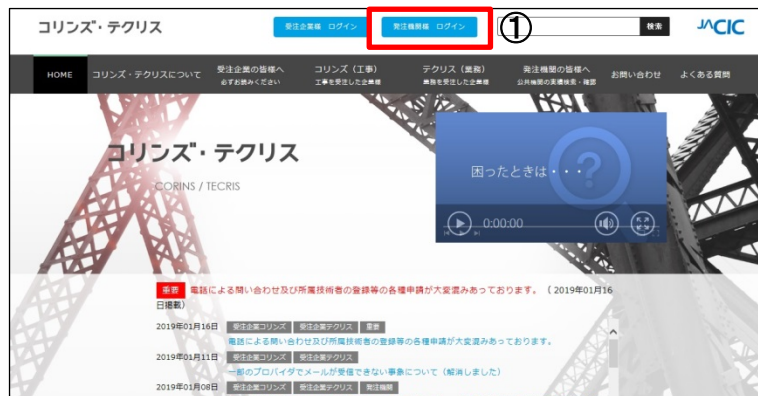 コリンズ・テクリス
受注企業様 ログイン
発注機関様 ログイン
①
検索
JACIC
HOME
コリンズ・テクリスについて
受注企業の皆様へ
必ずお読みください
コリンズ（工事）
工事を受注した企業様
テクリス（業務）
業務を受注した企業様
発注機関の皆様へ
公共機関の実績検索・確認
お問い合わせ
よくある質問
コリンズ・テクリス
CORINS / TECRIS
困ったときは・・・
?
0:00:00
重要 電話による問い合わせ及び所属技術者の登録等の各種申請が大変混みあっております。（2019年01月16
日掲載）
2019年01月16日 受注企業コリンズ 受注企業テクリス 重要
電話による問い合わせ及び所属技術者の登録等の各種申請が大変混みあっております。
2019年01月11日 受注企業コリンズ 受注企業テクリス
一部のプロバイダでメールが受信できない事象について（解消しました）
2019年01月08日 受注企業コリンズ 受注企業テクリス 発注機関